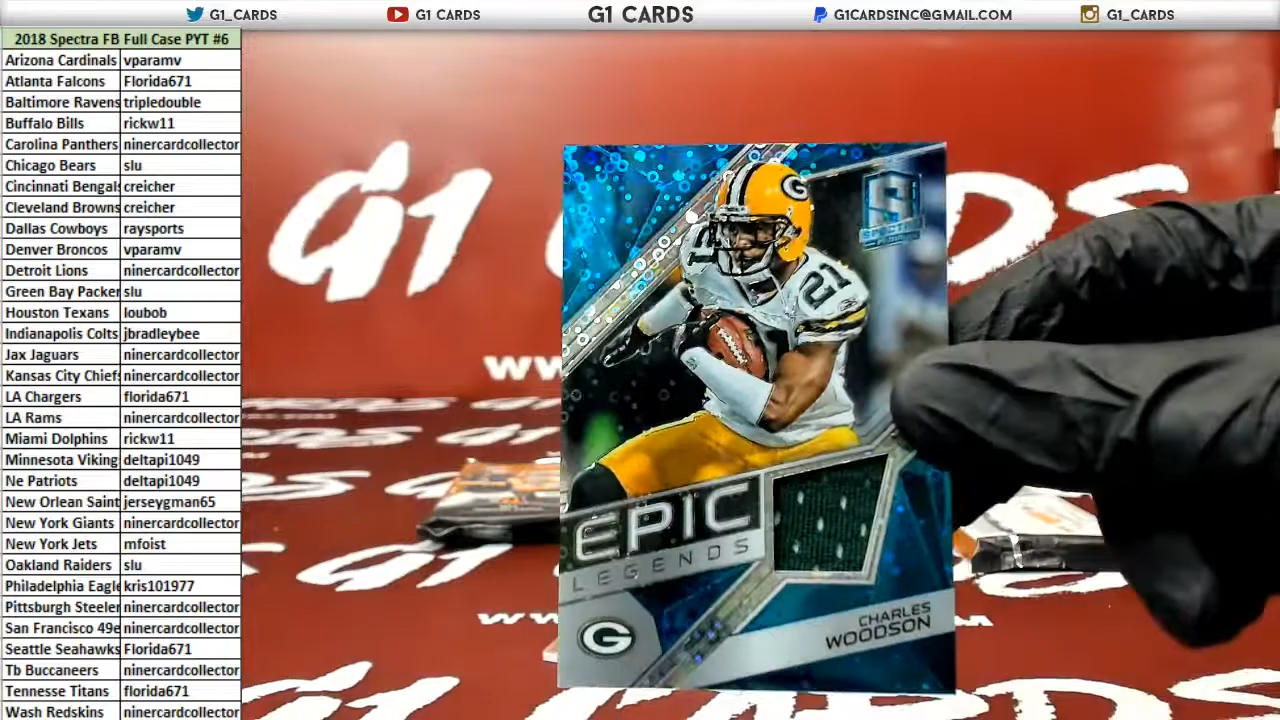 G1_CARDS
G1 CARDS
G1 CARDS
G1CARDSINC@GMAIL.COM
G1_CARDS
2018 Spectra FB Full Case PYT #6
Arizona Cardinals vparamv
Atlanta Falcons Florida671
Baltimore Ravens tripledouble
Buffalo Bills rickw11
Carolina Panthers ninercardcollector
Chicago Bears slu
Cincinnati Bengals creicher
Cleveland Browns creicher
Dallas Cowboys raysports
Denver Broncos vparamv
Detroit Lions ninercardcollector
Green Bay Packer slu
Houston Texans loubob
Indianapolis Colts jbradleybee
Jax Jaguars ninercardcollector
Kansas City Chiefs ninercardcollector
LA Chargers florida671
LA Rams ninercardcollector
Miami Dolphins rickw11
Minnesota Viking deltapi1049
Ne Patriots deltapi1049
New Orlean Saint jerseygman65
New York Giants ninercardcollector
New York Jets mfoist
Oakland Raiders slu
Philadelphia Eagle kris101977
Pittsburgh Steeler ninercardcollector
San Francisco 49e ninercardcollector
Seattle Seahawks Florida671
Tb Buccaneers ninercardcollector
Tennesse Titans florida671
Wash Redskins ninercardcollector
G1 CARDS
G
S
SPECTRA
21
21
EPIC
LEGENDS
G
CHARLES
WOODSON